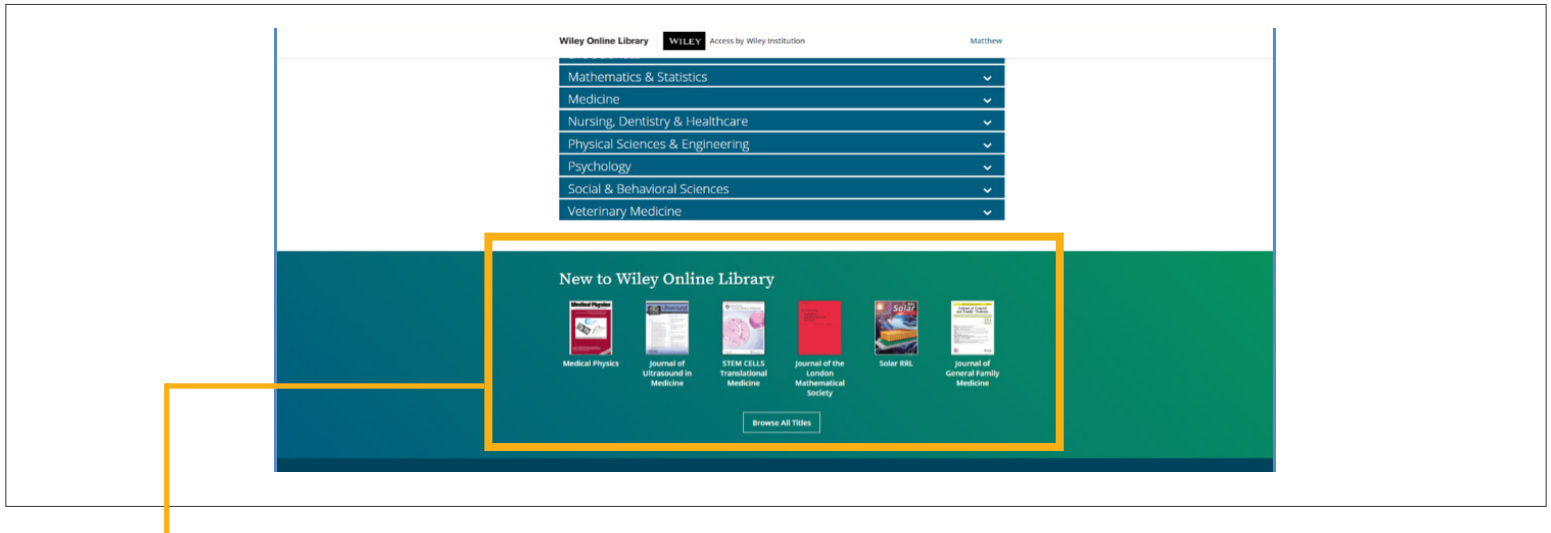 Wiley Online Library WILEY Access by Wiley Institution Matthew
Mathematics & Statistics
Medicine
Nursing, Dentistry & Healthcare
Physical Sciences & Engineering
Psychology
Social & Behavioral Sciences
Veterinary Medicine
New to Wiley Online Library
Medical Physics
Solar
Medical Physics
Journal of
Ultrasound in
Medicine
STEM CELLS
Translational
Medicine
Journal of the
London
Mathematical
Society
Solar RRL
Journal of
General Family
Medicine
Browse All Titles